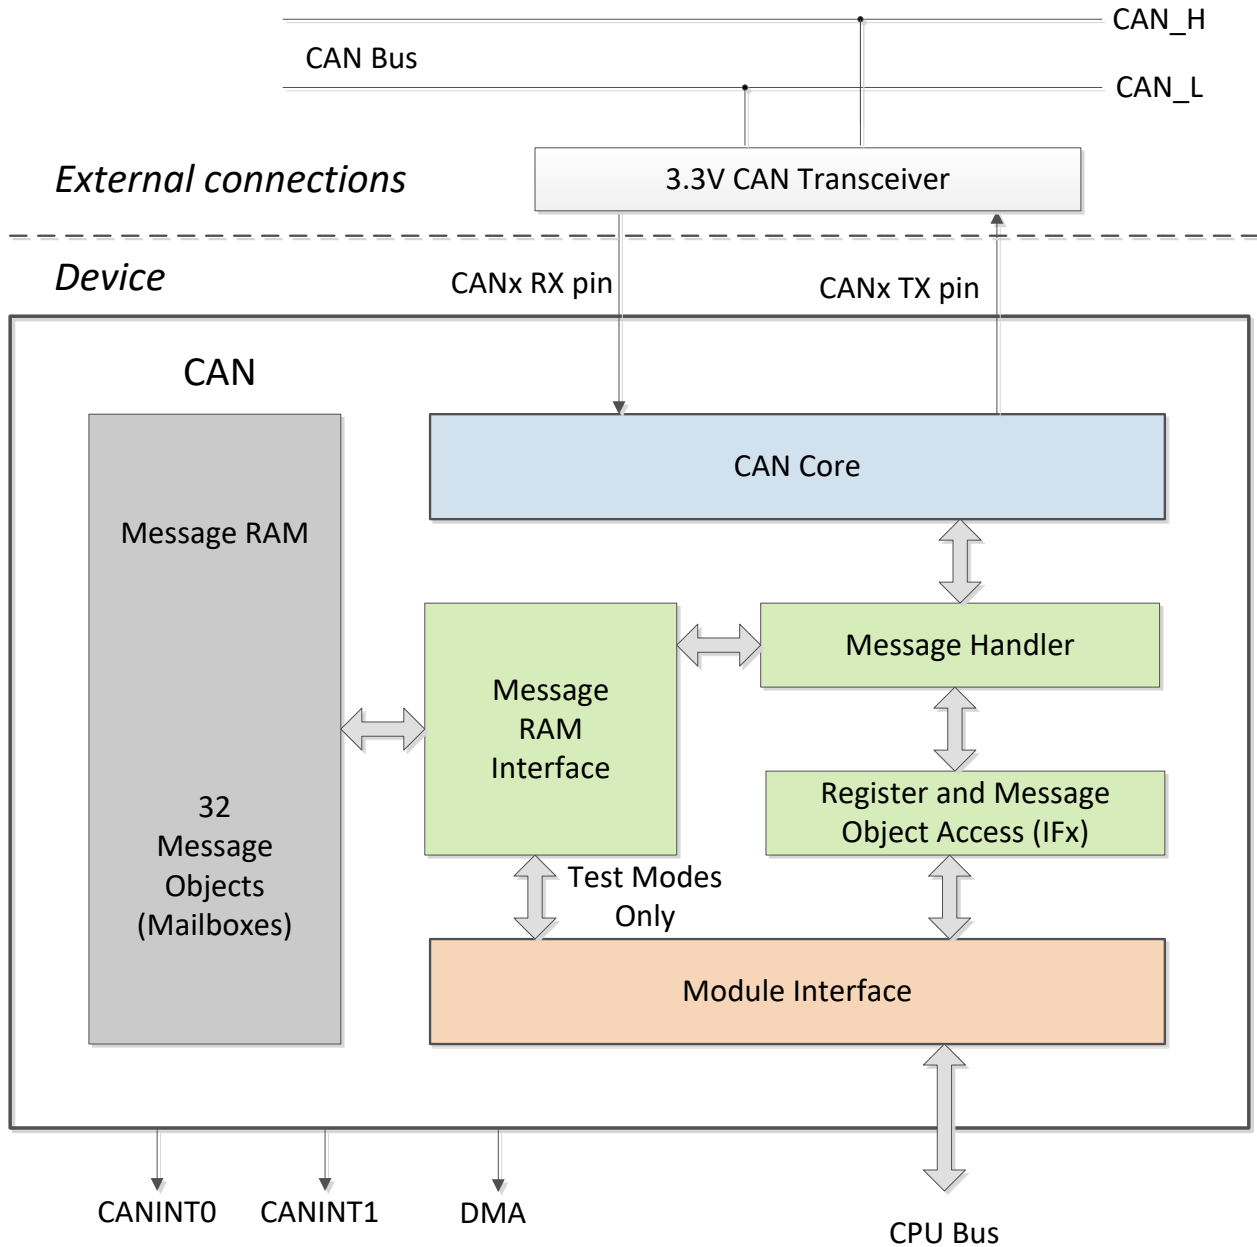 CAN_H
CAN Bus
CAN_L
External connections
3.3V CAN Transceiver
Device
CANx RX pin
CANx TX pin
CAN
CAN Core
Message RAM
Message Handler
Message
RAM
Interface
32
Message
Objects
(Mailboxes)
Register and Message
Object Access (IFx)
Test Modes
Only
Module Interface
CANINT0
CANINT1
DMA
CPU Bus